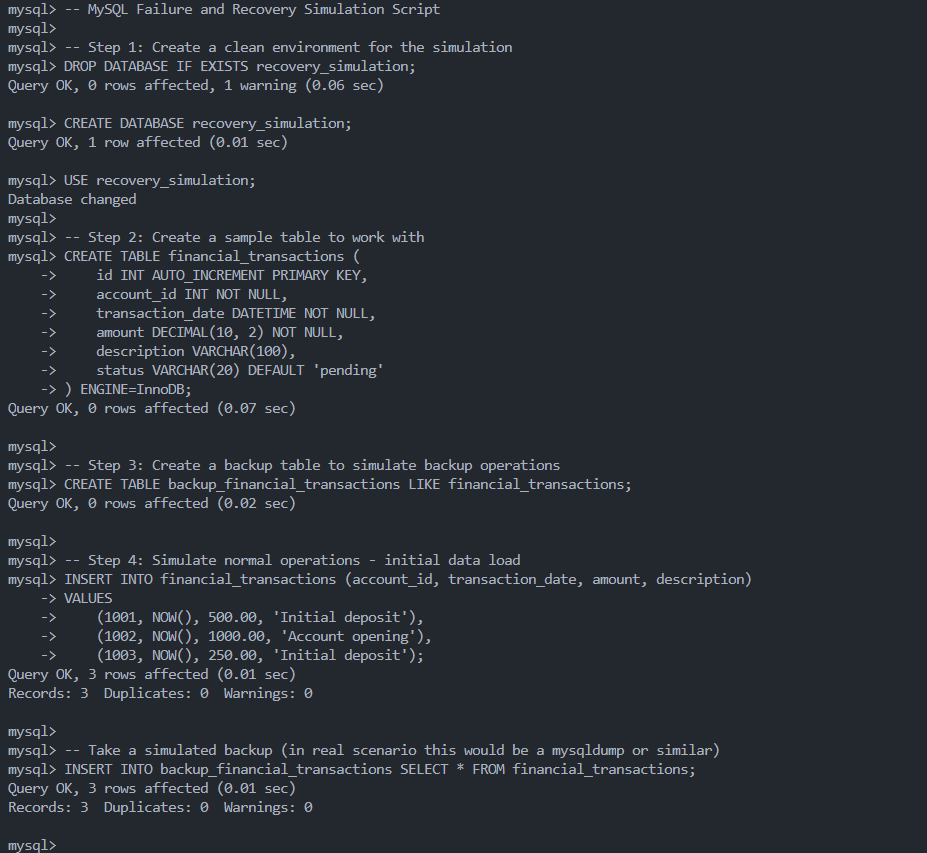 mysql> -- MySQL Failure and Recovery Simulation Script
mysql>
mysql> -- Step 1: Create a clean environment for the simulation
mysql> DROP DATABASE IF EXISTS recovery_simulation;
Query OK, 0 rows affected, 1 warning (0.06 sec)

mysql> CREATE DATABASE recovery_simulation;
Query OK, 1 row affected (0.01 sec)

mysql> USE recovery_simulation;
Database changed
mysql>
mysql> -- Step 2: Create a sample table to work with
mysql> CREATE TABLE financial_transactions (
    ->     id INT AUTO_INCREMENT PRIMARY KEY,
    ->     account_id INT NOT NULL,
    ->     transaction_date DATETIME NOT NULL,
    ->     amount DECIMAL(10, 2) NOT NULL,
    ->     description VARCHAR(100),
    ->     status VARCHAR(20) DEFAULT 'pending'
    -> ) ENGINE=InnoDB;
Query OK, 0 rows affected (0.07 sec)

mysql>
mysql> -- Step 3: Create a backup table to simulate backup operations
mysql> CREATE TABLE backup_financial_transactions LIKE financial_transactions;
Query OK, 0 rows affected (0.02 sec)

mysql>
mysql> -- Step 4: Simulate normal operations - initial data load
mysql> INSERT INTO financial_transactions (account_id, transaction_date, amount, description)
    -> VALUES
    ->     (1001, NOW(), 500.00, 'Initial deposit'),
    ->     (1002, NOW(), 1000.00, 'Account opening'),
    ->     (1003, NOW(), 250.00, 'Initial deposit');
Query OK, 3 rows affected (0.01 sec)
Records: 3  Duplicates: 0  Warnings: 0

mysql>
mysql> -- Take a simulated backup (in real scenario this would be a mysqldump or similar)
mysql> INSERT INTO backup_financial_transactions SELECT * FROM financial_transactions;
Query OK, 3 rows affected (0.01 sec)
Records: 3  Duplicates: 0  Warnings: 0

mysql>